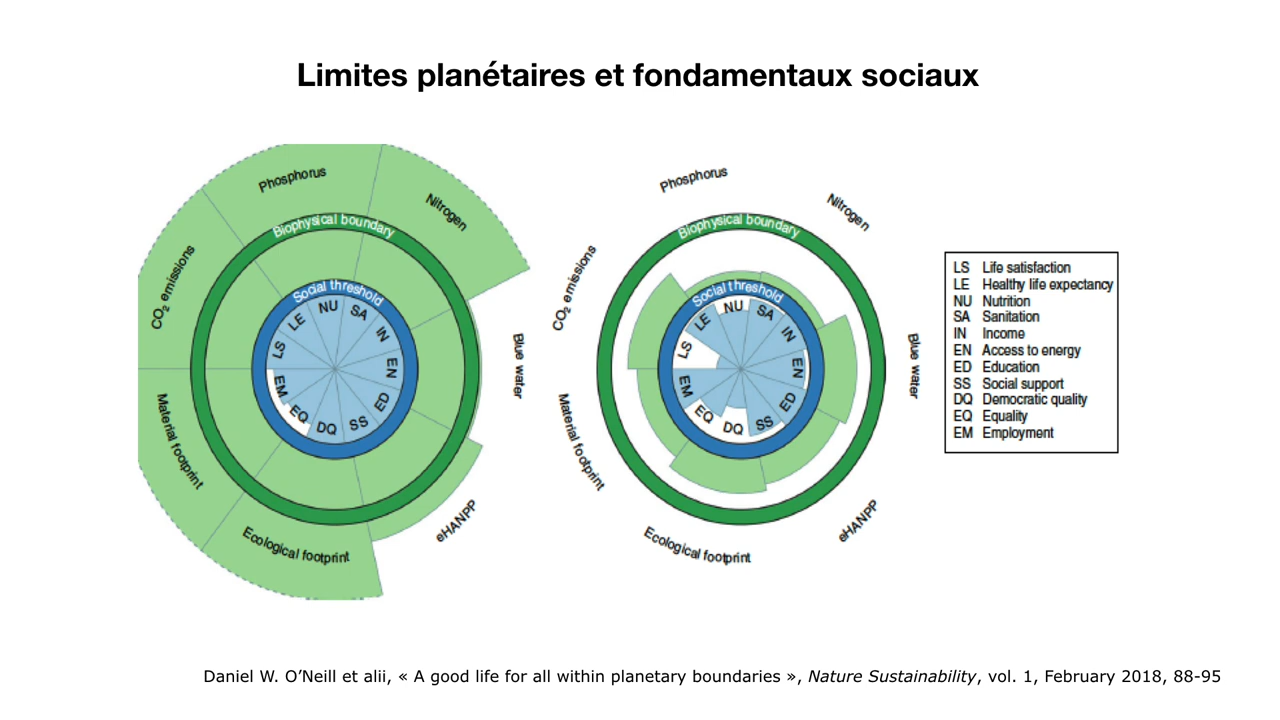 Limites planétaires et fondamentaux sociaux
Phosphorus
Nitrogen
Biophysical boundary
CO2 emissions
Social threshold
LE
NU
SA
IN
LS
EN
EM
ED
EQ
DQ
SS
Blue water
Material footprint
Ecological footprint
eHANPP
Phosphorus
Nitrogen
Biophysical boundary
CO2 emissions
Social threshold
LE
NU
SA
IN
LS
EN
EM
ED
EQ
DQ
SS
Blue water
Material footprint
Ecological footprint
eHANPP
LS Life satisfaction
LE Healthy life expectancy
NU Nutrition
SA Sanitation
IN Income
EN Access to energy
ED Education
SS Social support
DQ Democratic quality
EQ Equality
EM Employment
Daniel W. O’Neill et alii, « A good life for all within planetary boundaries », Nature Sustainability, vol. 1, February 2018, 88-95